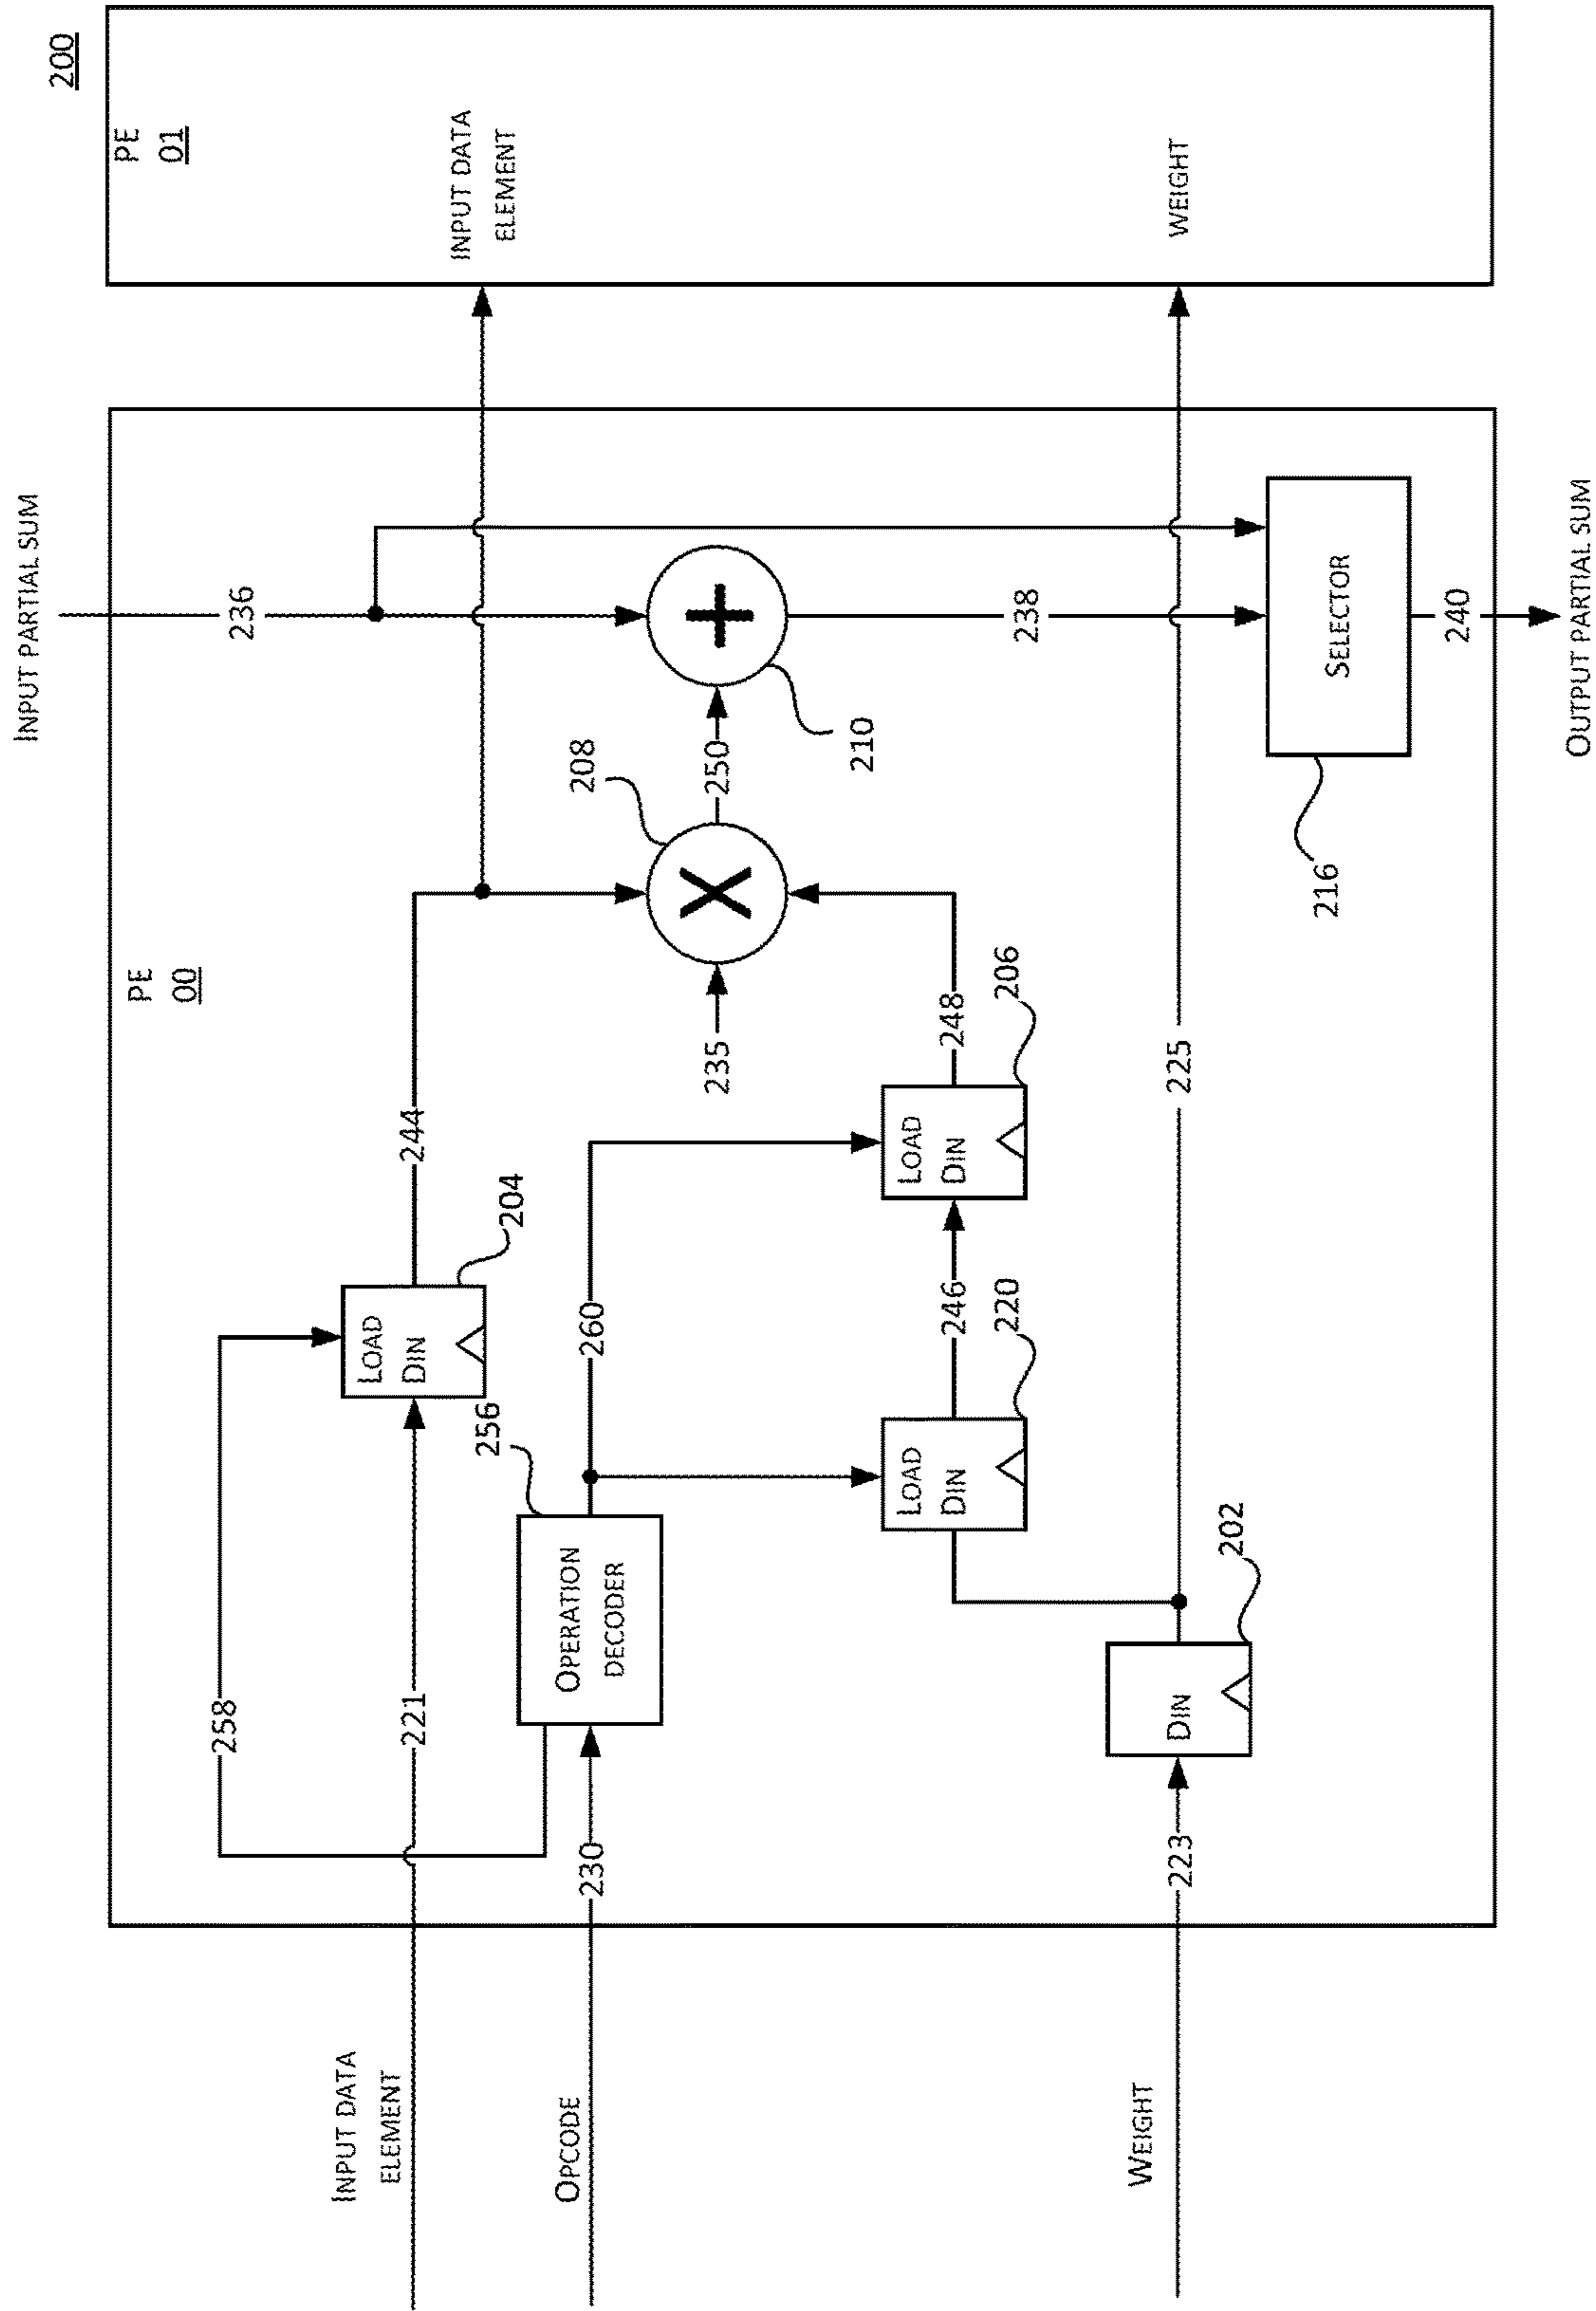 200
PE
00
PE
01
INPUT PARTIAL SUM
236
INPUT DATA
ELEMENT
221
258
LOAD
DIN
204
244
INPUT DATA
ELEMENT
OPCODE
230
OPERATION
DECODER
256
260
235
208
250
210
238
LOAD
DIN
220
246
LOAD
DIN
206
248
WEIGHT
223
DIN
202
225
WEIGHT
SELECTOR
216
240
OUTPUT PARTIAL SUM